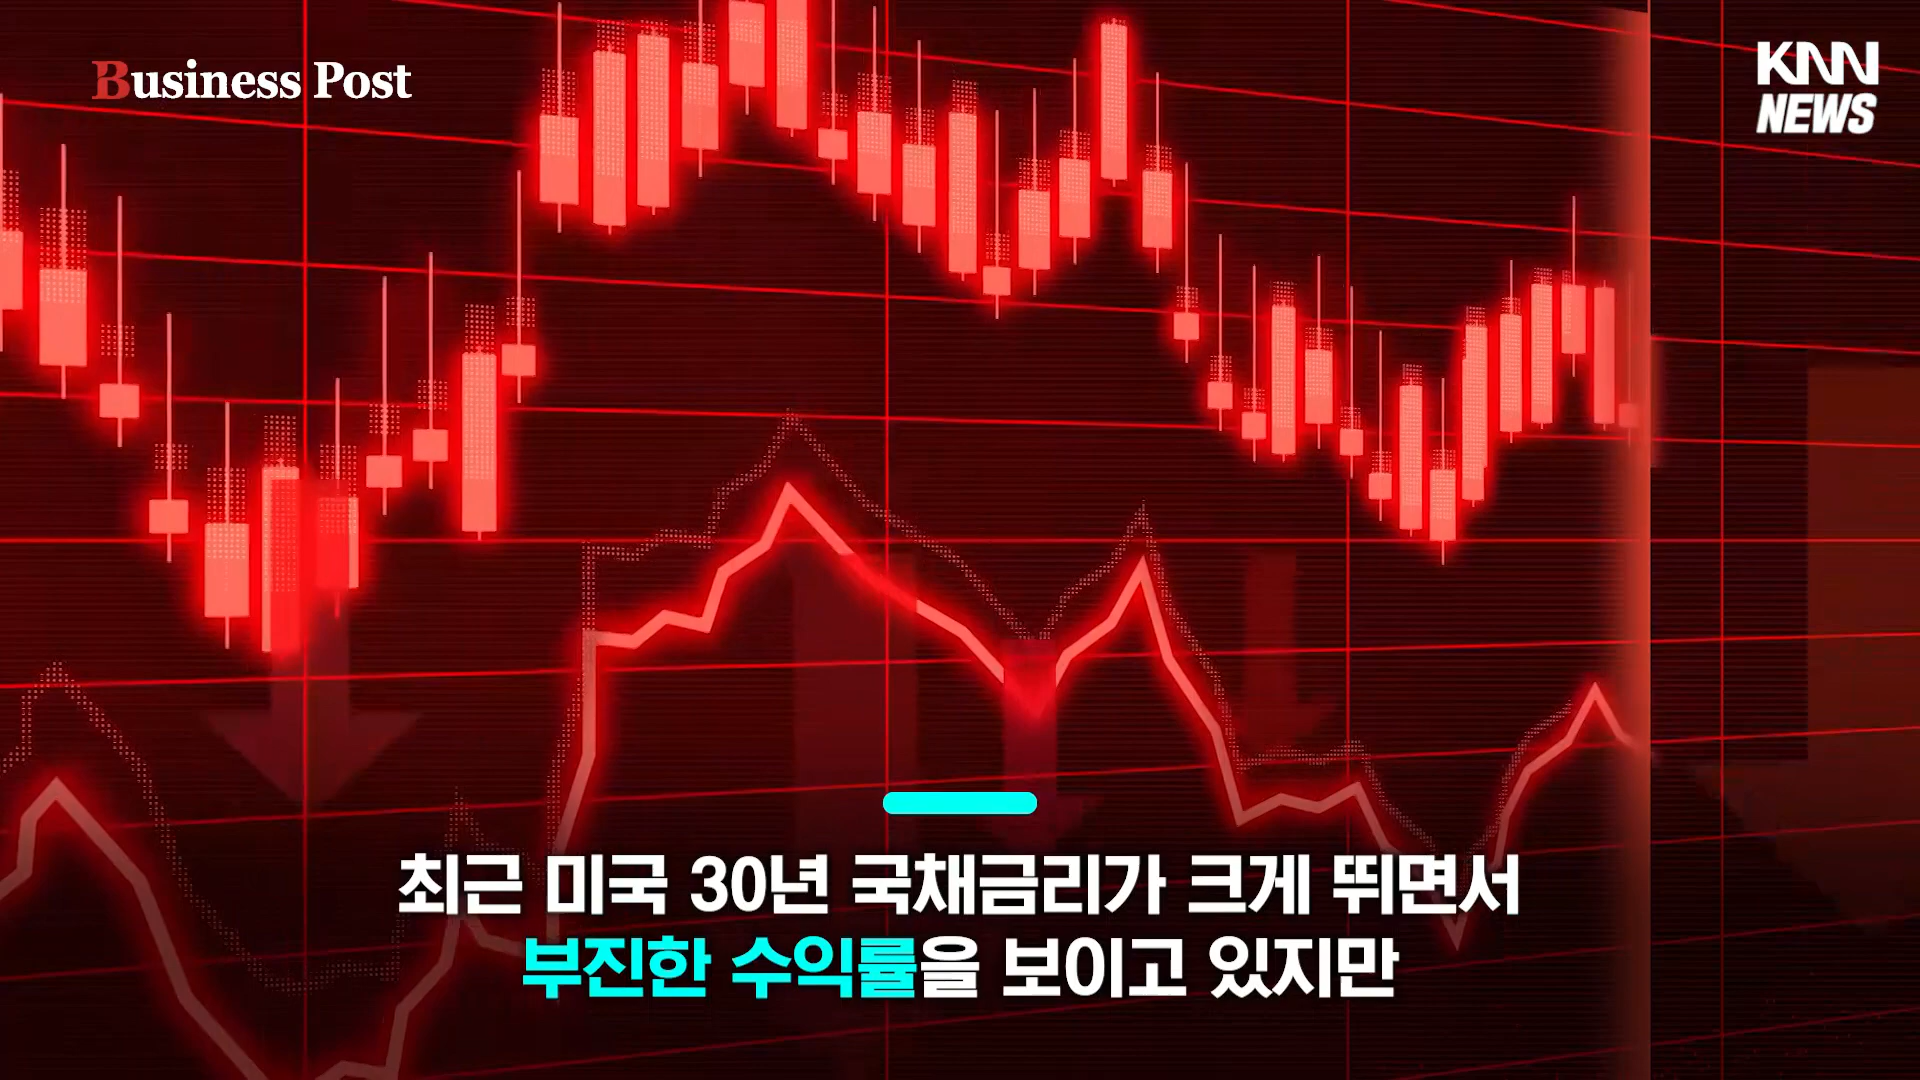 Business Post
KNN
NEWS
최근 미국 30년 국채금리가 크게 뛰면서
부진한 수익률을 보이고 있지만